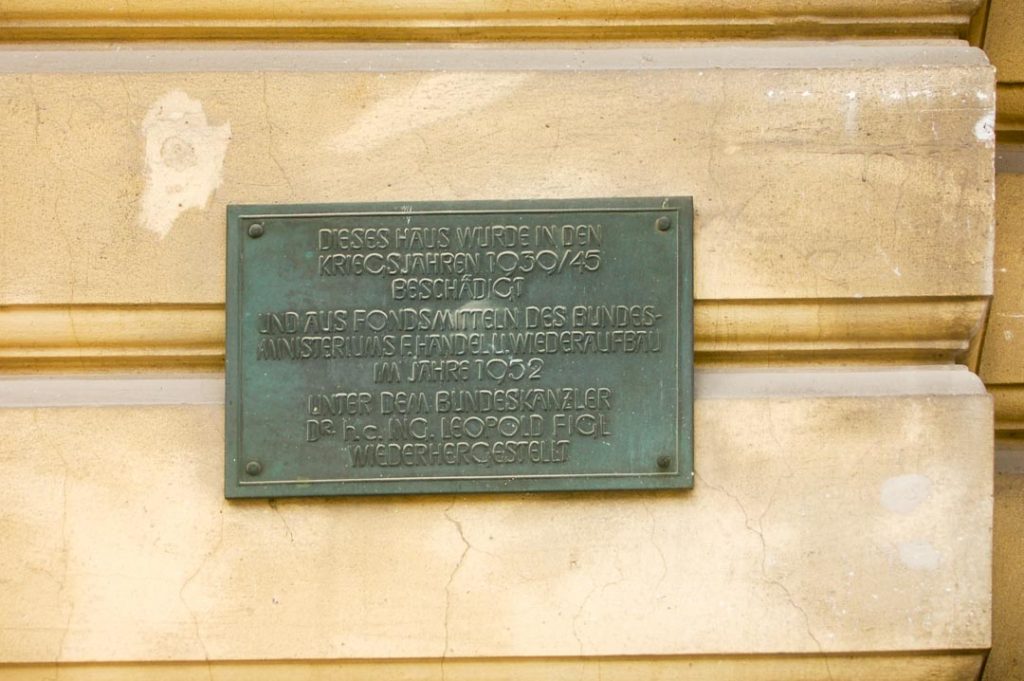 DIESES HAUS WURDE IN DEN
KRIEGSJAHREN 1939/45
BESCHÄDIGT
UND AUS FONDSMITTELN DES BUNDES-
MINISTERIUMS F. HANDEL U. WIEDERAUFBAU
IM JAHRE 1952
UNTER DEM BUNDESKANZLER
DR. h.c. ING. LEOPOLD FIGL
WIEDERHERGESTELLT